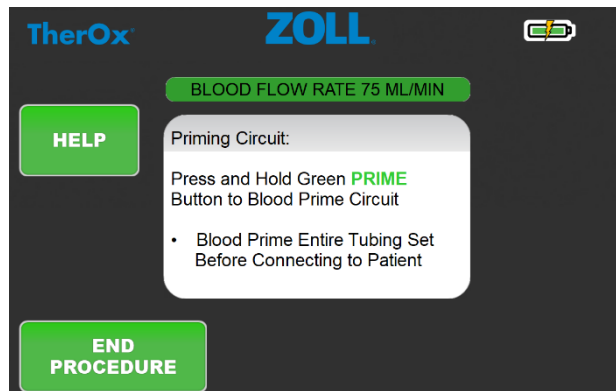 TherOx
ZOLL.
BLOOD FLOW RATE 75 ML/MIN
HELP
Priming Circuit:
Press and Hold Green PRIME
Button to Blood Prime Circuit
• Blood Prime Entire Tubing Set
Before Connecting to Patient
END
PROCEDURE